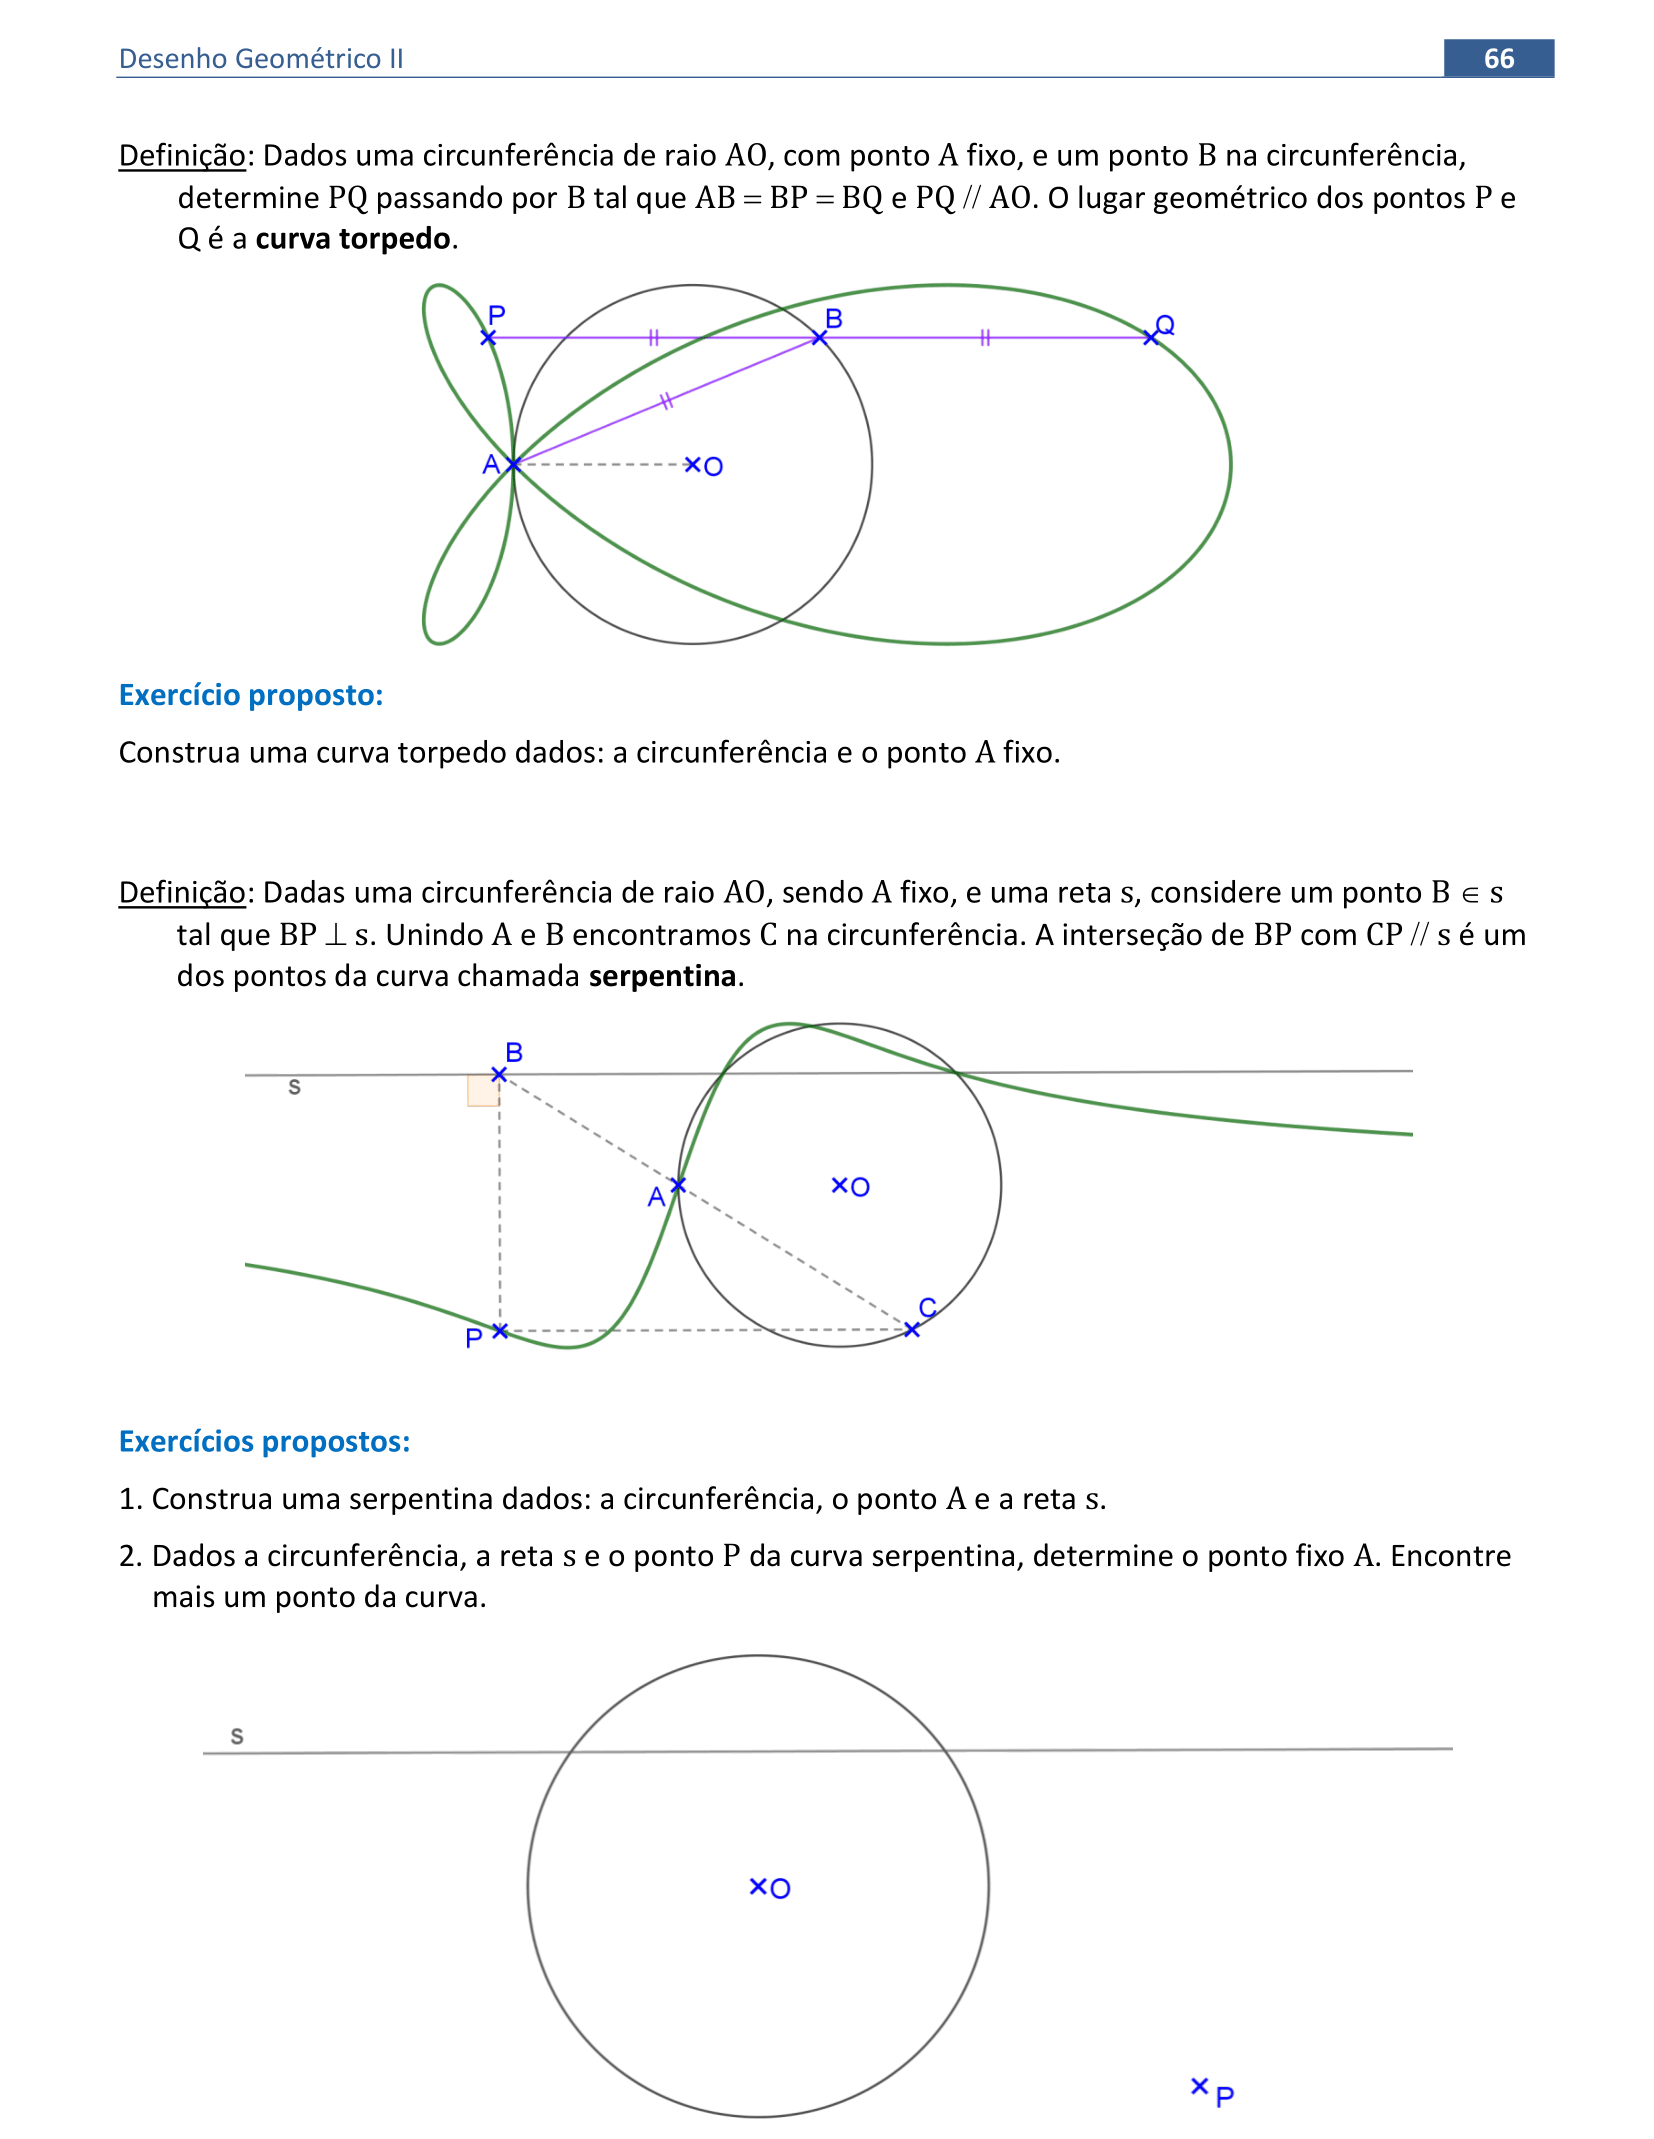 Desenho Geométrico II
66
Definição: Dados uma circunferência de raio AO, com ponto A fixo, e um ponto B na circunferência,
determine PQ passando por B tal que AB = BP = BQ e PQ // AO. O lugar geométrico dos pontos P e
Q é a curva torpedo.
P
B
Q
A
O
Exercício proposto:
Construa uma curva torpedo dados: a circunferência e o ponto A fixo.
Definição: Dadas uma circunferência de raio AO, sendo A fixo, e uma reta s, considere um ponto B ∈ s
tal que BP ⊥ s. Unindo A e B encontramos C na circunferência. A interseção de BP com CP // s é um
dos pontos da curva chamada serpentina.
B
s
A
O
C
P
Exercícios propostos:
1. Construa uma serpentina dados: a circunferência, o ponto A e a reta s.
2. Dados a circunferência, a reta s e o ponto P da curva serpentina, determine o ponto fixo A. Encontre
mais um ponto da curva.
s
O
P